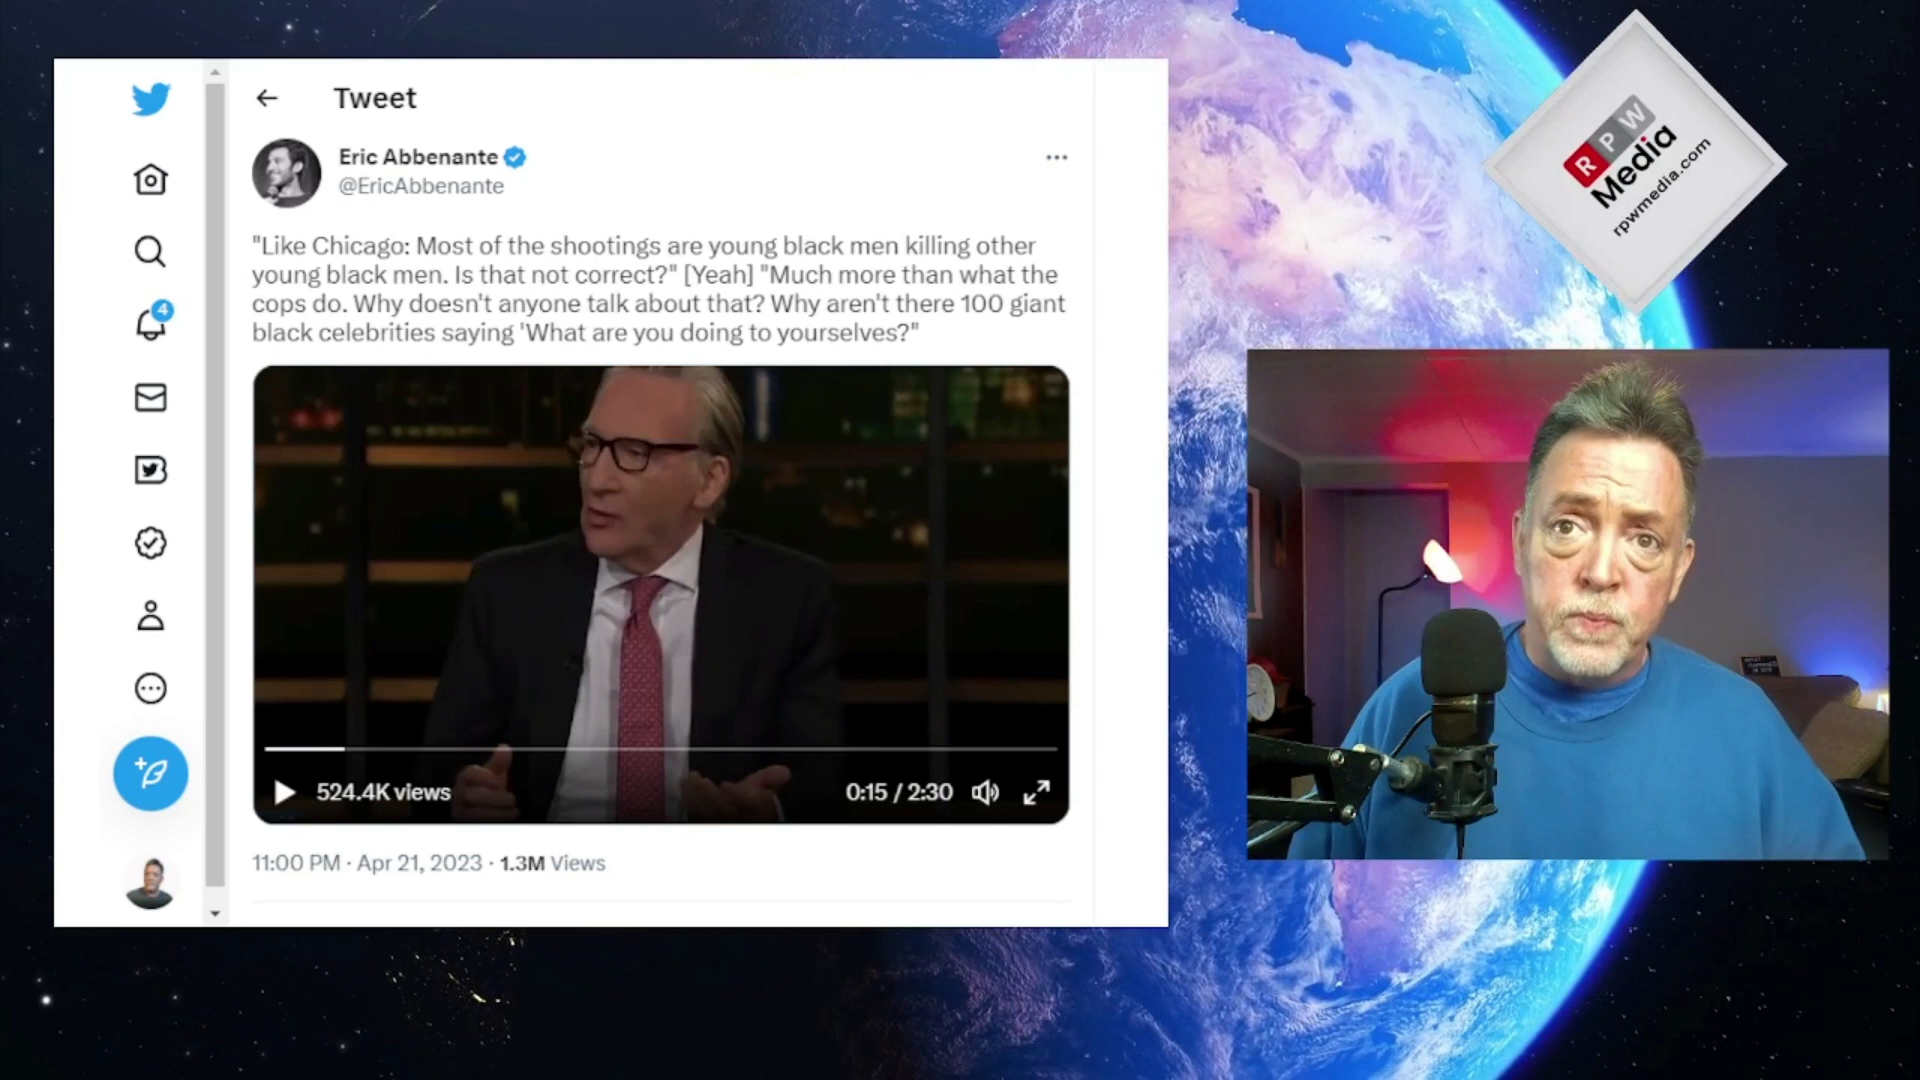 Tweet
Eric Abbenante
@EricAbbenante
"Like Chicago: Most of the shootings are young black men killing other
young black men. Is that not correct?" [Yeah] "Much more than what the
cops do. Why doesn't anyone talk about that? Why aren't there 100 giant
black celebrities saying 'What are you doing to yourselves?"
4
524.4K views
0:15 / 2:30
11:00 PM · Apr 21, 2023 · 1.3M Views
RPW
Media
rpwmedia.com